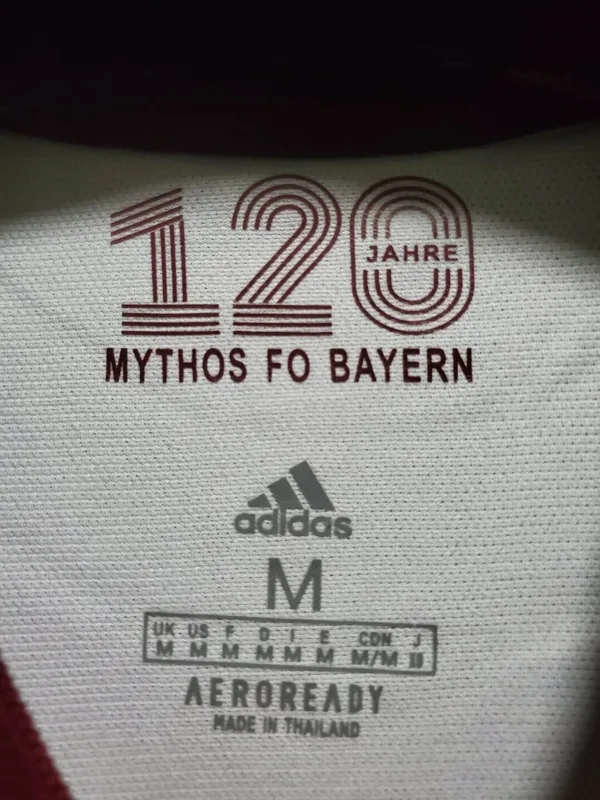 120
JAHRE
MYTHOS FO BAYERN
adidas
M
UK US F D I E CDN J
M M M M M M M/M
AEROREADY
MADE IN THAILAND